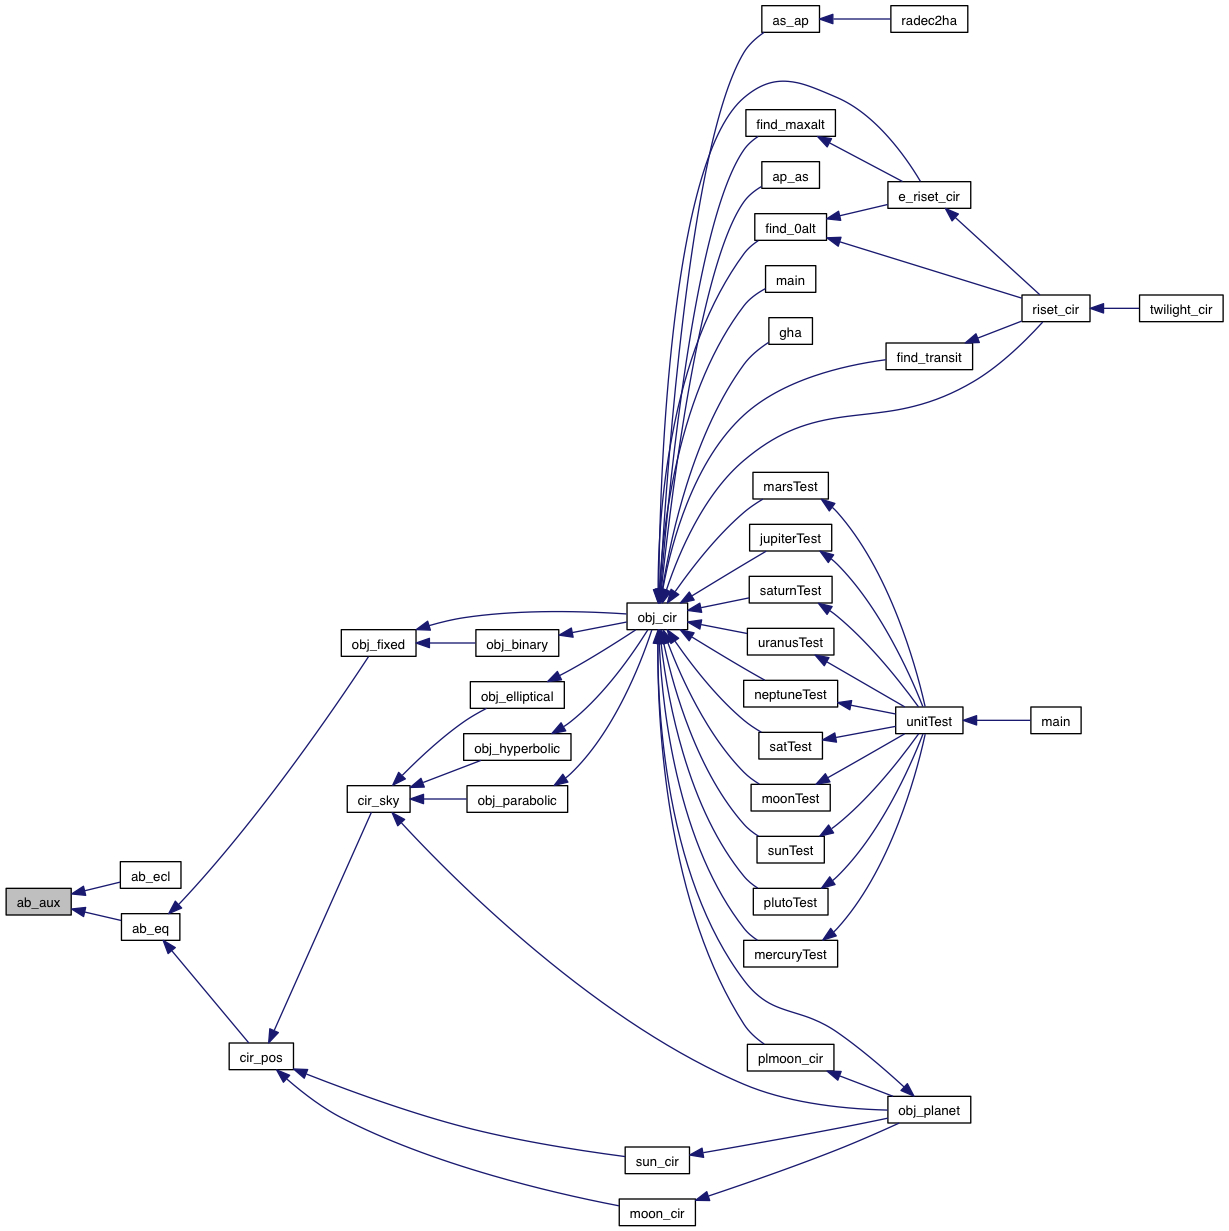 as_ap
radec2ha
find_maxalt
ap_as
e_riset_cir
find_0alt
main
riset_cir
twilight_cir
gha
find_transit
marsTest
jupiterTest
saturnTest
obj_cir
obj_fixed
obj_binary
uranusTest
obj_elliptical
neptuneTest
unitTest
main
obj_hyperbolic
satTest
cir_sky
obj_parabolic
moonTest
sunTest
ab_ecl
ab_aux
plutoTest
ab_eq
mercuryTest
cir_pos
plmoon_cir
obj_planet
sun_cir
moon_cir